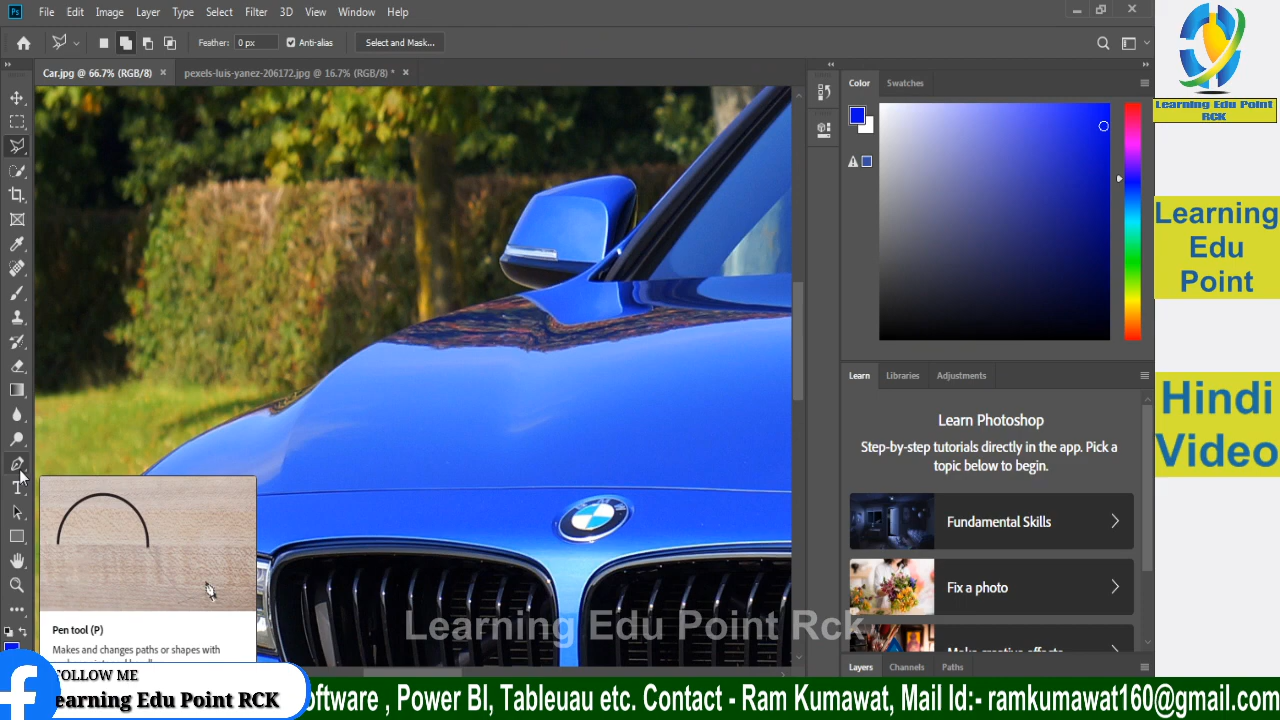 Ps File Edit Image Layer Type Select Filter 3D View Window Help
Feather: 0 px Anti-alias Select and Mask...
Car.jpg @ 66.7% (RGB/8) × pexels-luis-yanez-206172.jpg @ 16.7% (RGB/8) * ×
Color Swatches
Learn Libraries Adjustments
Learn Photoshop
Step-by-step tutorials directly in the app. Pick a
topic below to begin.
Fundamental Skills
Fix a photo
Make creative effects
Layers Channels Paths
Pen tool (P)
Makes and changes paths or shapes with
Learning Edu Point Rck
Learning Edu Point
RCK
Learning
Edu
Point
Hindi
Video
FOLLOW ME
earning Edu Point RCK
oftware , Power BI, Tableuau etc. Contact - Ram Kumawat, Mail Id:- ramkumawat160@gmail.com